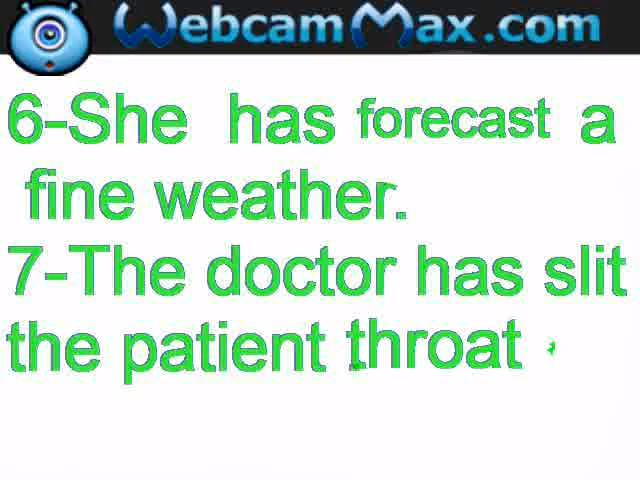 WebcamMax.com
6-She has forecast a
fine weather.
7-The doctor has slit
the patient throat